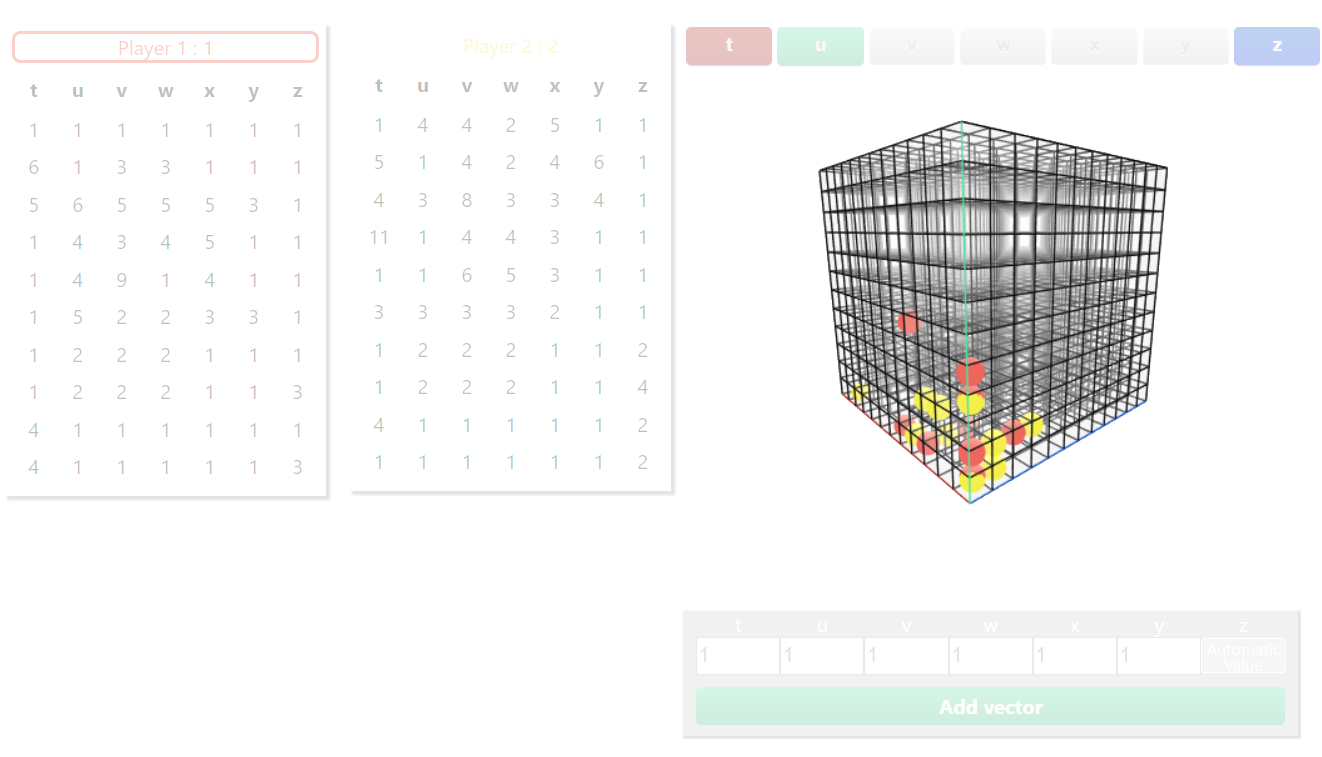 Player 1 : 1
t u v w x y z
1 1 1 1 1 1 1
6 1 3 3 1 1 1
5 6 5 5 5 3 1
1 4 3 4 5 1 1
1 4 9 1 4 1 1
1 5 2 2 3 3 1
1 2 2 2 1 1 1
1 2 2 2 1 1 3
4 1 1 1 1 1 1
4 1 1 1 1 1 3
Player 2 : 2
t u v w x y z
1 4 4 2 5 1 1
5 1 4 2 4 6 1
4 3 8 3 3 4 1
11 1 4 4 3 1 1
1 1 6 5 3 1 1
3 3 3 3 2 1 1
1 2 2 2 1 1 2
1 2 2 2 1 1 4
4 1 1 1 1 1 2
1 1 1 1 1 1 2
t u v w x y z
t u v w x y z
1 1 1 1 1 1 Automatic
Value
Add vector